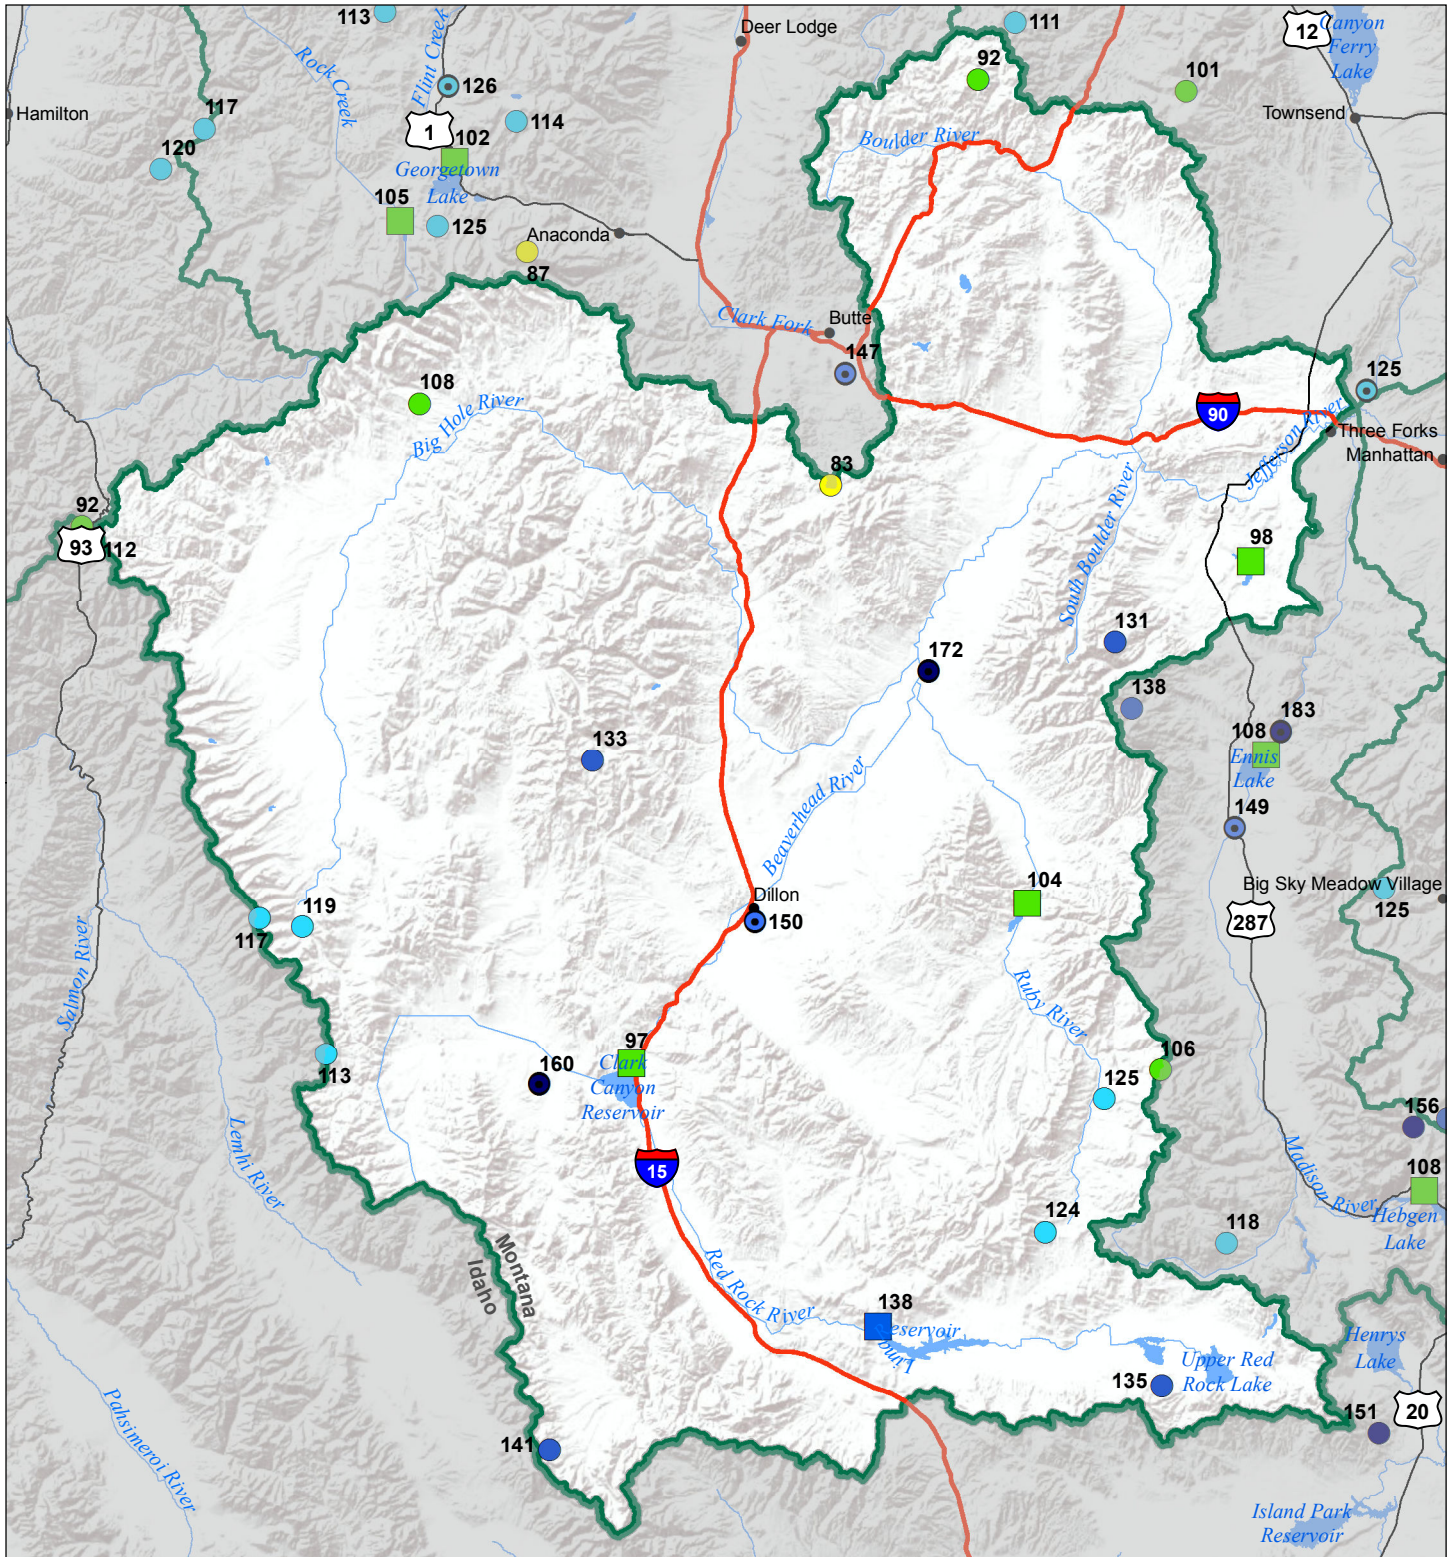 113
111
Deer Lodge
12
Canyon
Ferry
Lake
Rock Creek
Flint Creek
126
92
101
Hamilton
117
114
Townsend
1
102
Boulder River
120
Georgetown
Lake
105
125
Anaconda
87
Clark Fork
Butte
147
125
108
Big Hole River
90
Jefferson River
Three Forks
Manhattan
83
92
93
112
South Boulder River
98
131
172
138
183
108
Ennis
Lake
133
Beaverhead River
149
Big Sky Meadow Village
125
104
Dillon
150
287
117
119
Salmon River
Ruby River
113
97
Clark
Canyon
Reservoir
160
106
125
156
Lemhi River
15
Madison River
108
Hebgen
Lake
124
118
Montana
Idaho
Red Rock River
138
Reservoir
Lima
Henrys
Lake
Upper Red
Rock Lake
135
151
20
Pahsimeroi River
141
Island Park
Reservoir